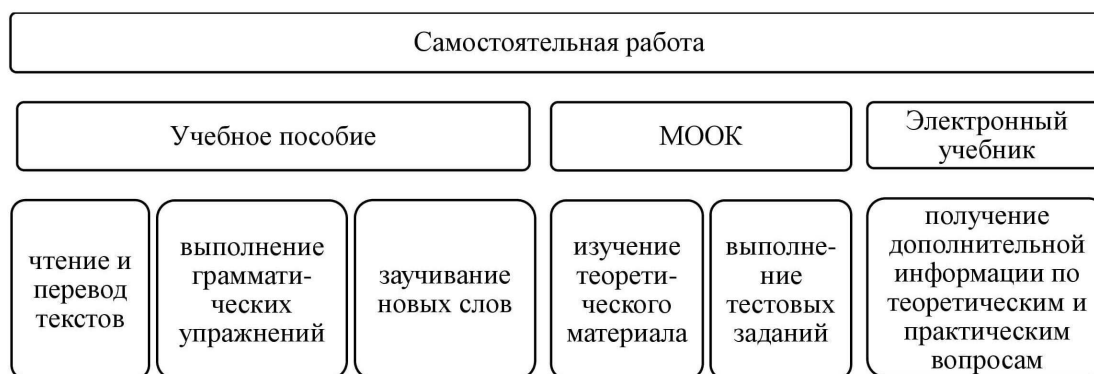 Самостоятельная работа
Учебное пособие
МООК
Электронный
учебник
чтение и
перевод
текстов
выполнение
граммати-
ческих
упражнений
заучивание
новых слов
изучение
теорети-
ческого
материала
выполне-
ние
тестовых
заданий
получение
дополнительной
информации по
теоретическим и
практическим
вопросам